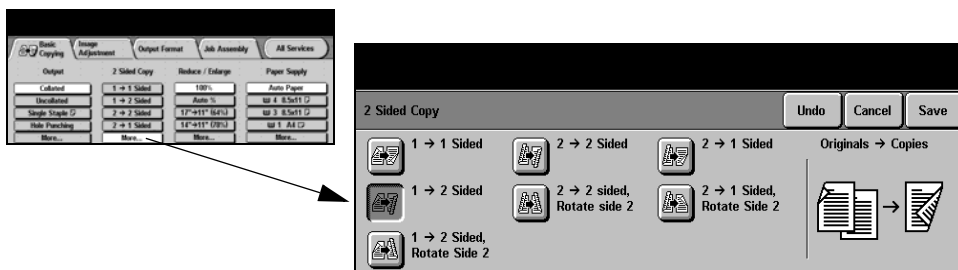 Basic Copying
Image Adjustment
Output Format
Job Assembly
All Services
Output
2 Sided Copy
Reduce / Enlarge
Paper Supply
Collated
1 → 1 Sided
100%
Auto Paper
Uncollated
1 → 2 Sided
Auto %
4 8.5x11
Single Staple
2 → 2 Sided
17"→11" (64%)
3 8.5x11
Hole Punching
2 → 1 Sided
14"→11" (78%)
1 A4
More...
More...
More...
More...
2 Sided Copy
Undo
Cancel
Save
1 → 1 Sided
2 → 2 Sided
2 → 1 Sided
Originals → Copies
1 → 2 Sided
2 → 2 sided,
Rotate side 2
2 → 1 Sided,
Rotate Side 2
1 → 2 Sided,
Rotate Side 2